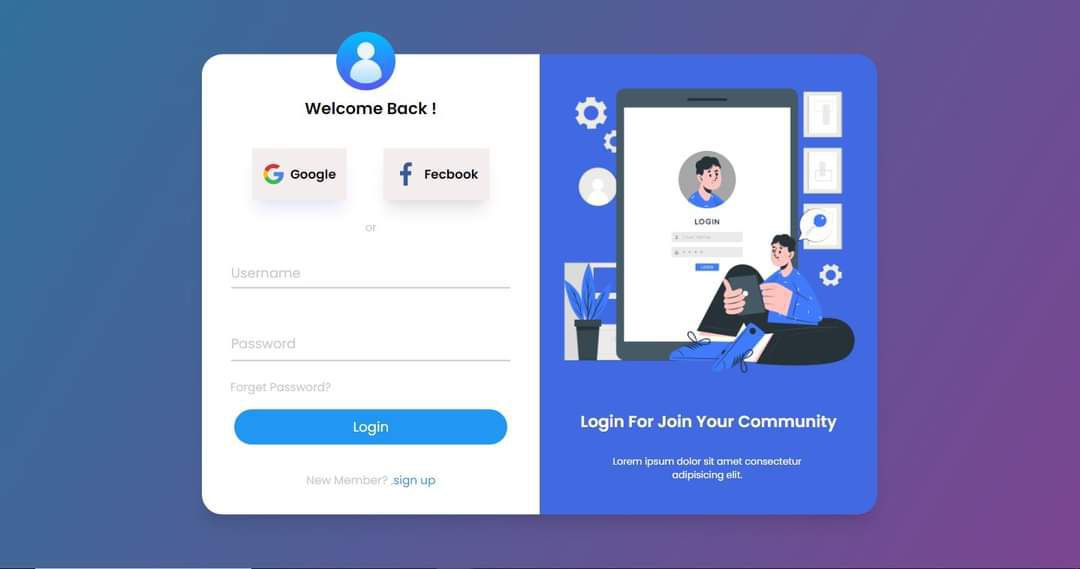 Welcome Back !
Google
Fecbook
or
Username
Password
Forget Password?
Login
New Member? .sign up
LOGIN
LOGIN
Login For Join Your Community
Lorem ipsum dolor sit amet consectetur
adipisicing elit.